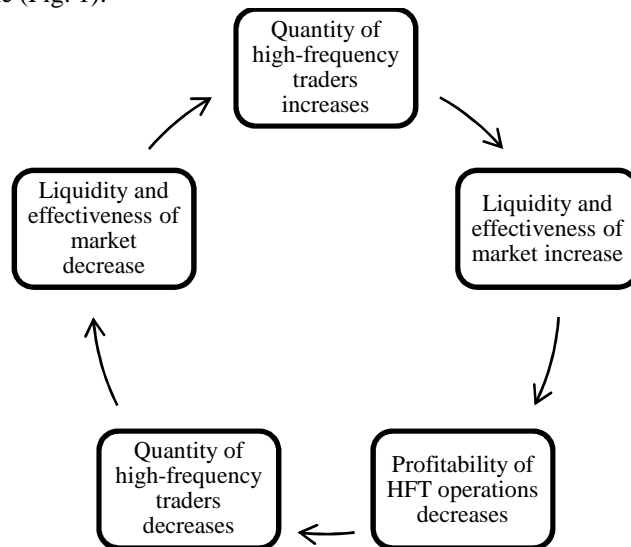 e (Fig. 1).
Quantity of
high-frequency
traders
increases
Liquidity and
effectiveness of
market increase
Profitability of
HFT operations
decreases
Quantity of
high-frequency
traders
decreases
Liquidity and
effectiveness of
market
decrease